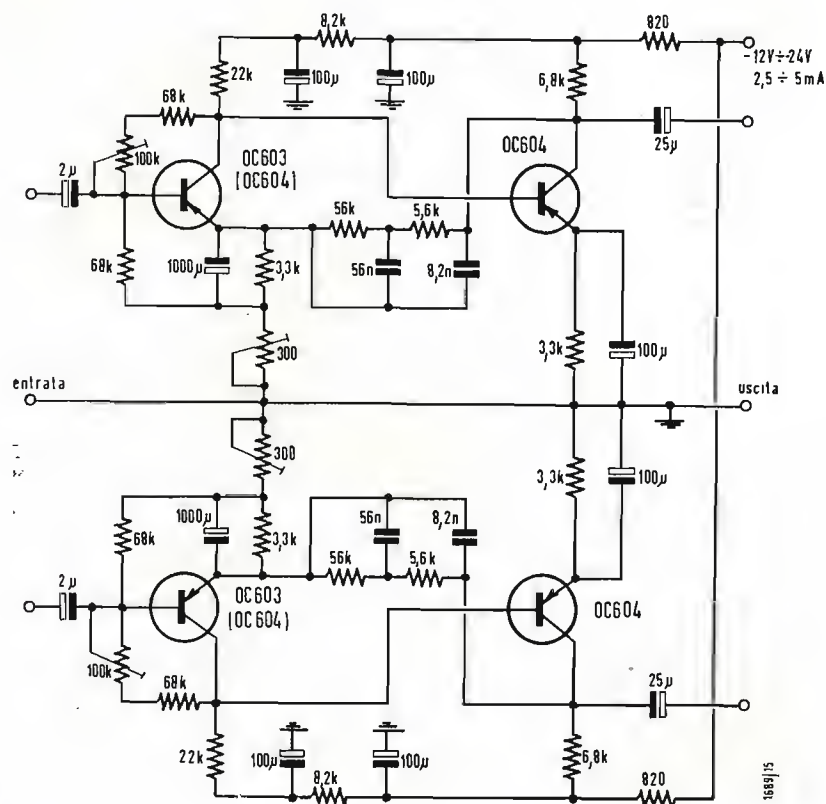 8,2k
820
-12V÷-24V
2,5 ÷ 5mA
22k
100µ
100µ
6,8k
68k
25µ
OC603
(OC604)
OC604
100k
2µ
56k
5,6k
68k
1000µ
3,3k
56n
8,2n
300
3,3k
100µ
entrata
uscita
300
3,3k
100µ
1000µ
56n
8,2n
68k
3,3k
56k
5,6k
2µ
OC603
(OC604)
OC604
100k
68k
25µ
22k
100µ
100µ
6,8k
8,2k
820
1689/15